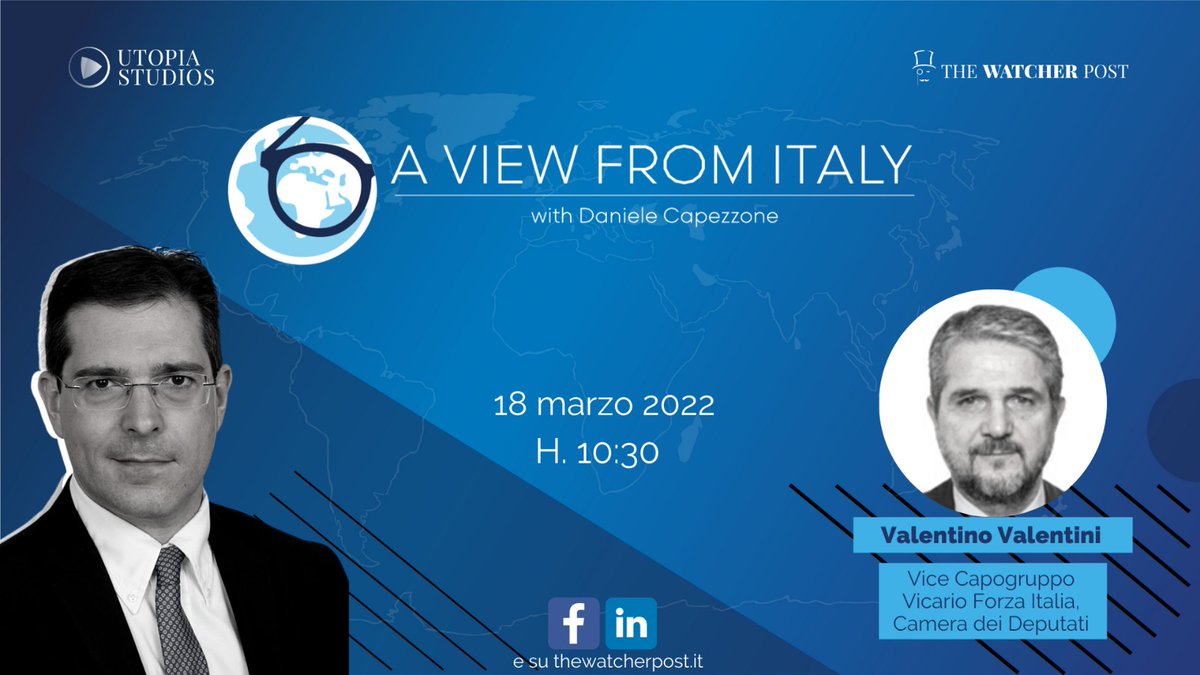 UTOPIA
STUDIOS
THE WATCHER POST
A VIEW FROM ITALY
with Daniele Capezzone
18 marzo 2022
H. 10:30
Valentino Valentini
Vice Capogruppo
Vicario Forza Italia,
Camera dei Deputati
f in
e su thewatcherpost.it